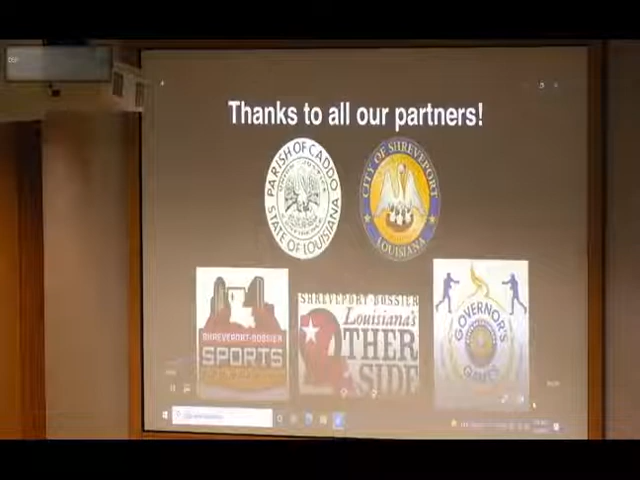 Thanks to all our partners!
PARISH OF CADDO
STATE OF LOUISIANA
CITY OF SHREVEPORT
LOUISIANA
SHREVEPORT-BOSSIER
SPORTS
SHREVEPORT-BOSSIER
Louisiana's
OTHER
SIDE
GOVERNOR'S
GAMES